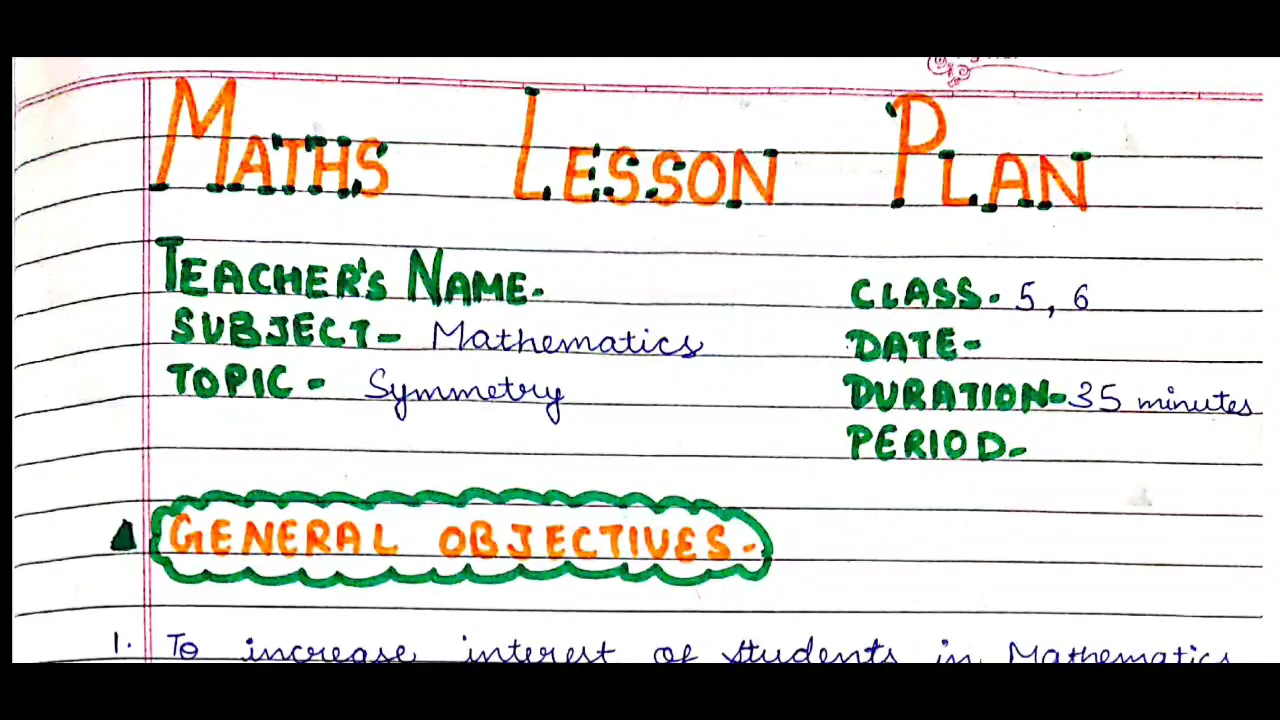 MATHS LESSON PLAN
TEACHER'S NAME-
CLASS- 5, 6
SUBJECT- Mathematics
DATE-
TOPIC- Symmetry
DURATION- 35 minutes
PERIOD-
GENERAL OBJECTIVES-
1. To increase interest of students in Mathematics